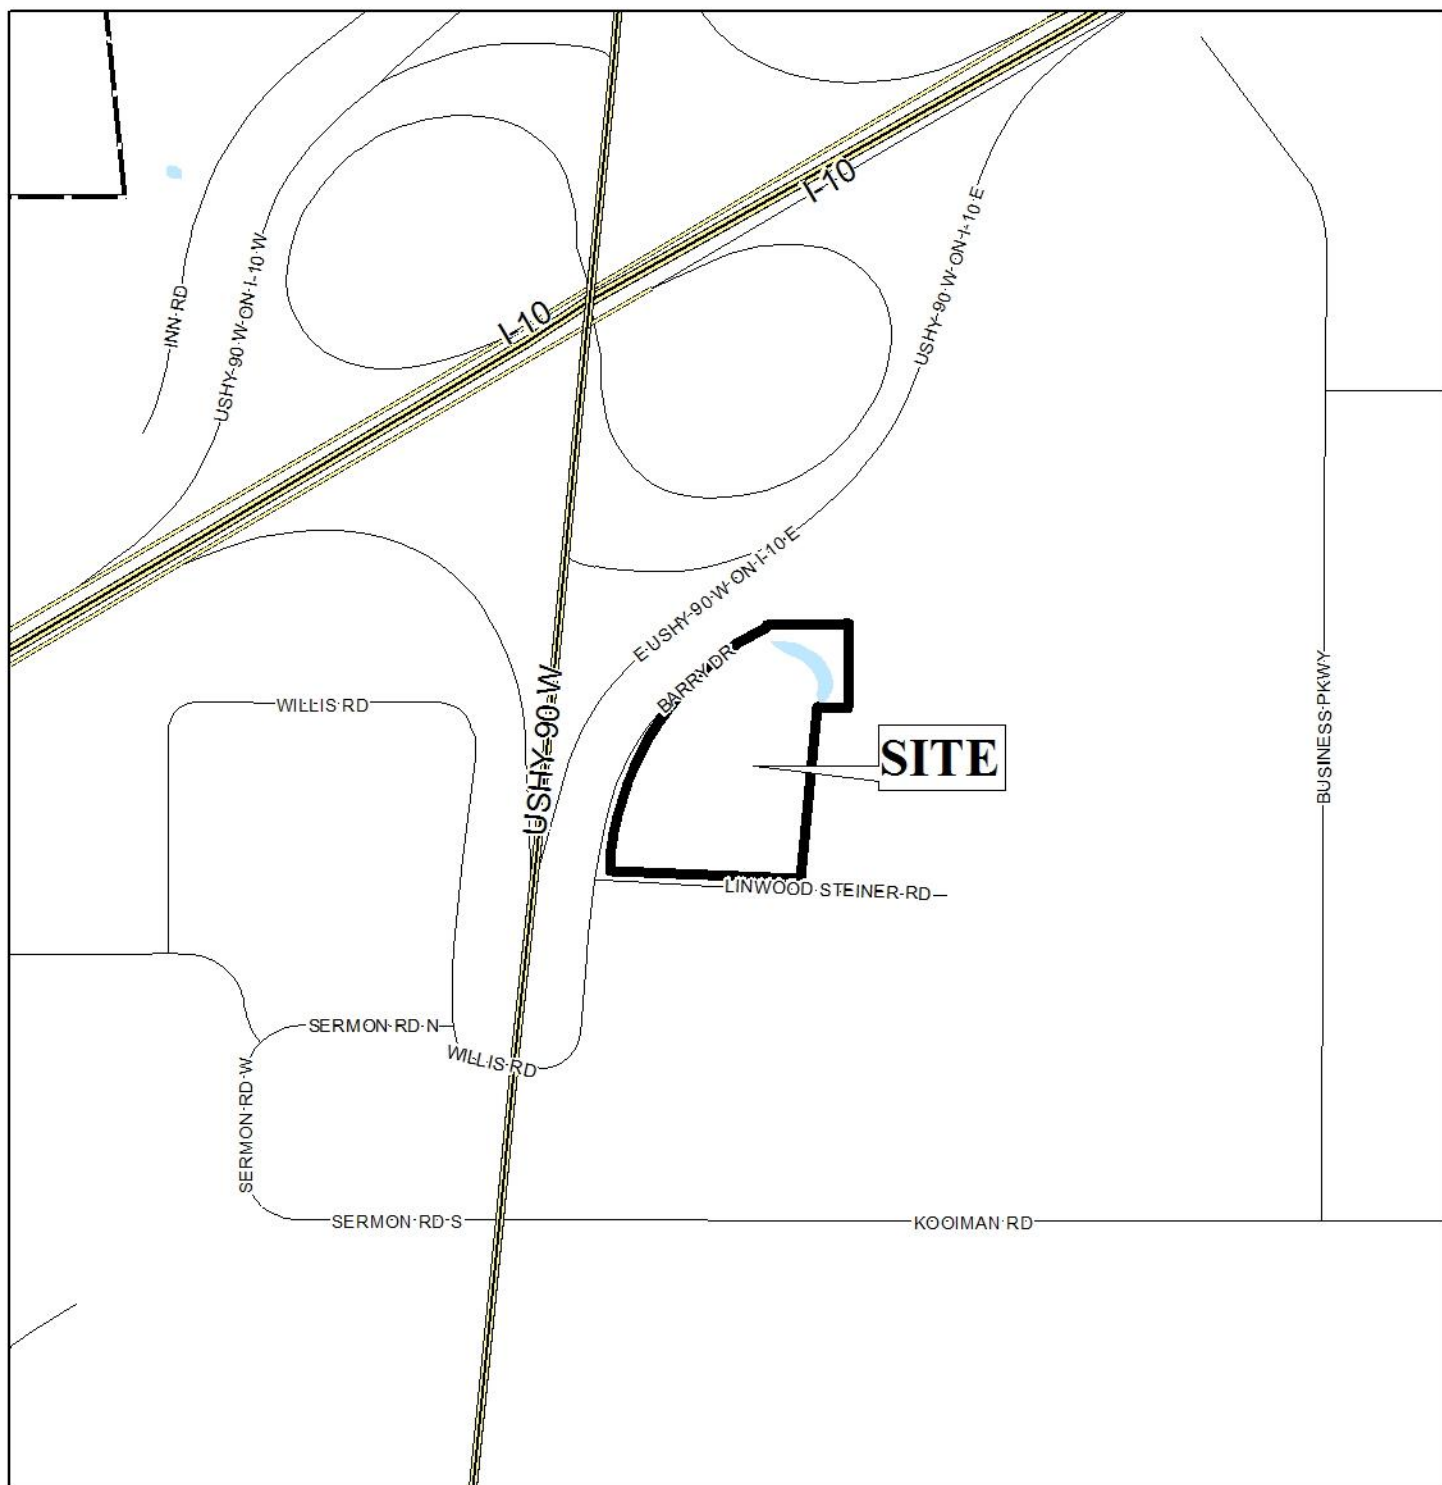 I-10
USHY 90 W ON I-10 E
USHY 90 W ON I-10 W
INN RD
I-10
E USHY 90 W ON I-10 E
BARRY DR
USHY 90 W
WILLIS RD
BUSINESS PKWY
SITE
LINWOOD STEINER RD
SERMON RD N
WILLIS RD
SERMON RD W
SERMON RD S
KOOIMAN RD